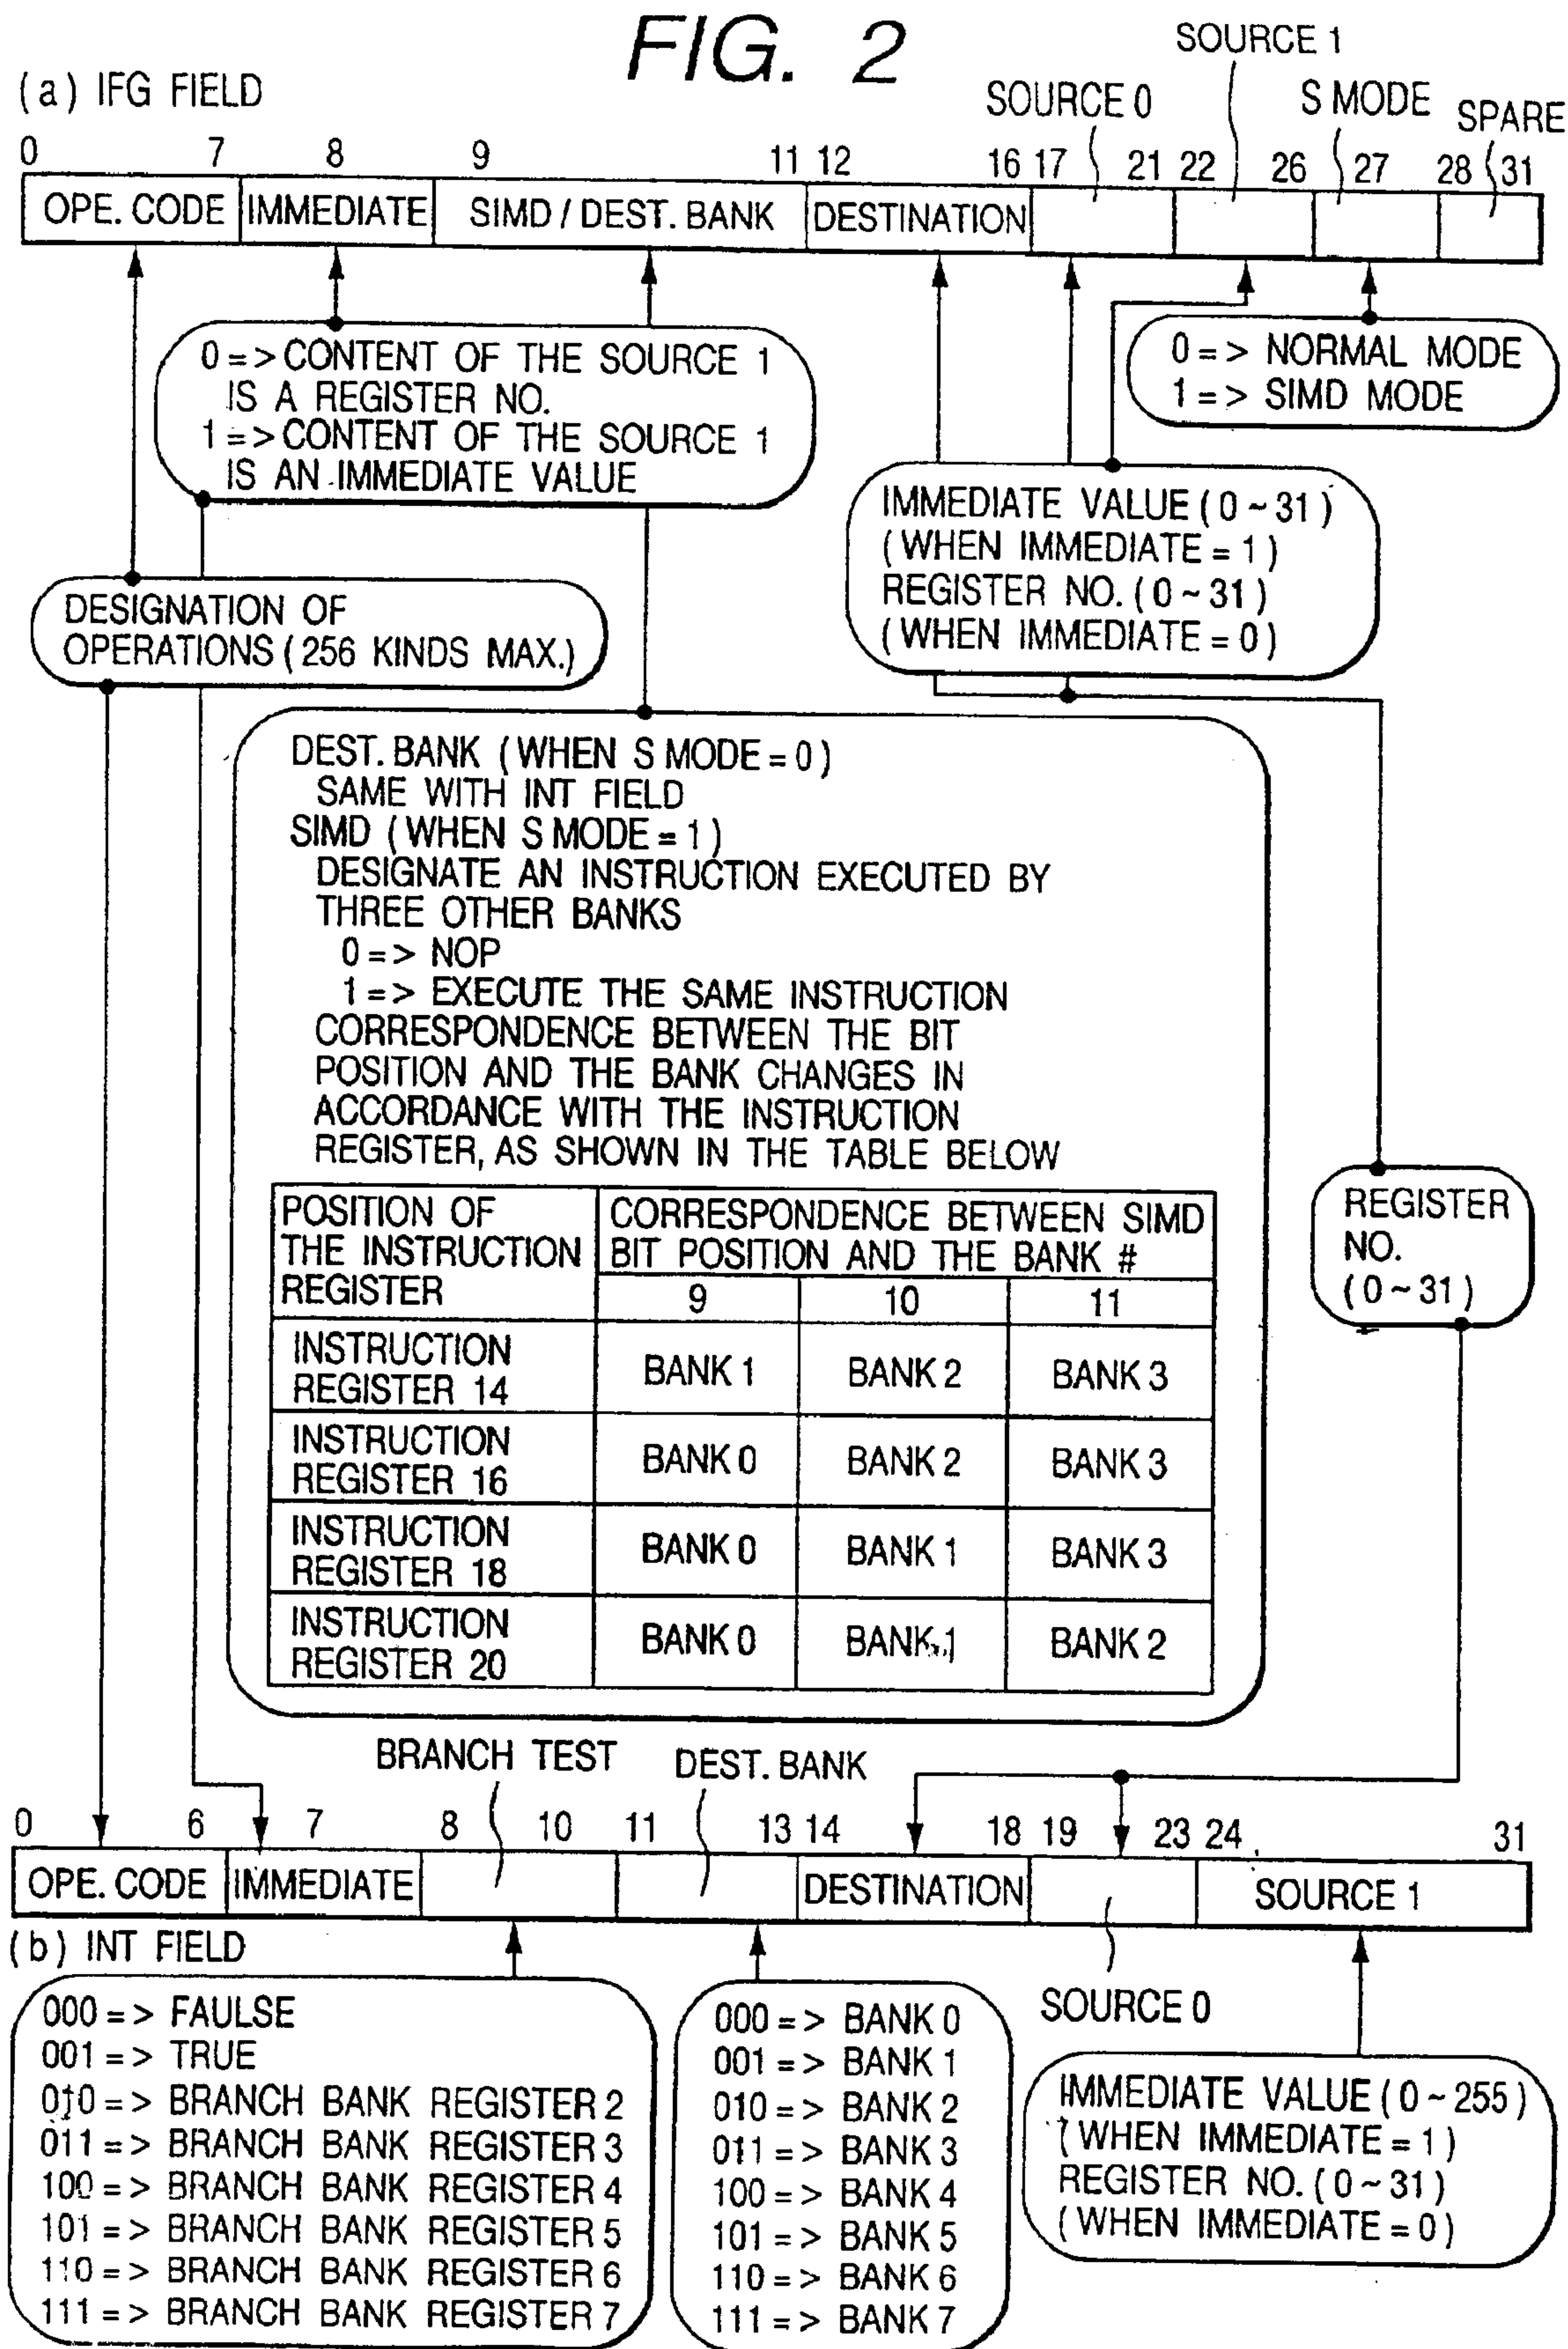 FIG. 2
(a) IFG FIELD
SOURCE 0
SOURCE 1
S MODE
SPARE
0 7 8 9 11 12 16 17 21 22 26 27 28 31
OPE. CODE IMMEDIATE SIMD / DEST. BANK DESTINATION
0 => CONTENT OF THE SOURCE 1
IS A REGISTER NO.
1 => CONTENT OF THE SOURCE 1
IS AN IMMEDIATE VALUE
0 => NORMAL MODE
1 => SIMD MODE
IMMEDIATE VALUE (0 ~ 31)
(WHEN IMMEDIATE = 1)
REGISTER NO. (0 ~ 31)
(WHEN IMMEDIATE = 0)
DESIGNATION OF
OPERATIONS (256 KINDS MAX.)
DEST. BANK (WHEN S MODE = 0)
SAME WITH INT FIELD
SIMD (WHEN S MODE = 1)
DESIGNATE AN INSTRUCTION EXECUTED BY
THREE OTHER BANKS
0 => NOP
1 => EXECUTE THE SAME INSTRUCTION
CORRESPONDENCE BETWEEN THE BIT
POSITION AND THE BANK CHANGES IN
ACCORDANCE WITH THE INSTRUCTION
REGISTER, AS SHOWN IN THE TABLE BELOW
POSITION OF
THE INSTRUCTION
REGISTER
CORRESPONDENCE BETWEEN SIMD
BIT POSITION AND THE BANK #
9 10 11
INSTRUCTION
REGISTER 14
BANK 1 BANK 2 BANK 3
INSTRUCTION
REGISTER 16
BANK 0 BANK 2 BANK 3
INSTRUCTION
REGISTER 18
BANK 0 BANK 1 BANK 3
INSTRUCTION
REGISTER 20
BANK 0 BANK 1 BANK 2
REGISTER
NO.
(0 ~ 31)
BRANCH TEST
DEST. BANK
0 6 7 8 10 11 13 14 18 19 23 24 31
OPE. CODE IMMEDIATE DESTINATION SOURCE 1
(b) INT FIELD
000 => FAULSE
001 => TRUE
010 => BRANCH BANK REGISTER 2
011 => BRANCH BANK REGISTER 3
100 => BRANCH BANK REGISTER 4
101 => BRANCH BANK REGISTER 5
110 => BRANCH BANK REGISTER 6
111 => BRANCH BANK REGISTER 7
000 => BANK 0
001 => BANK 1
010 => BANK 2
011 => BANK 3
100 => BANK 4
101 => BANK 5
110 => BANK 6
111 => BANK 7
SOURCE 0
IMMEDIATE VALUE (0 ~ 255)
(WHEN IMMEDIATE = 1)
REGISTER NO. (0 ~ 31)
(WHEN IMMEDIATE = 0)